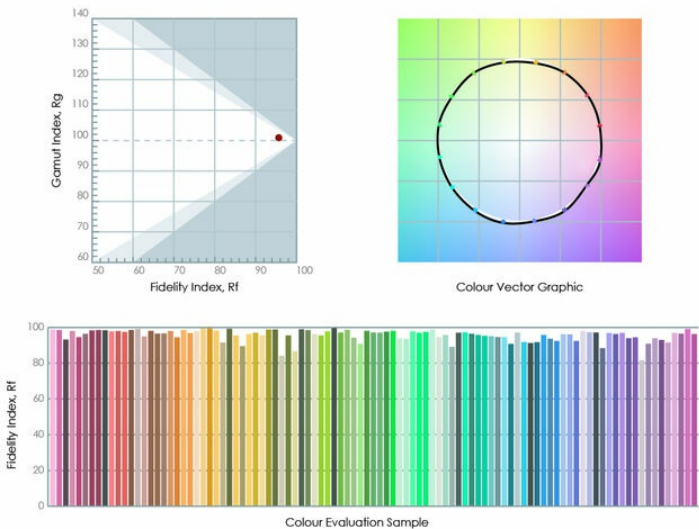 140
130
120
110
100
90
80
70
60
Gamut Index, Rg
50 60 70 80 90 100
Fidelity Index, Rf
Colour Vector Graphic
100
80
60
40
20
0
Fidelity Index, Rf
Colour Evaluation Sample